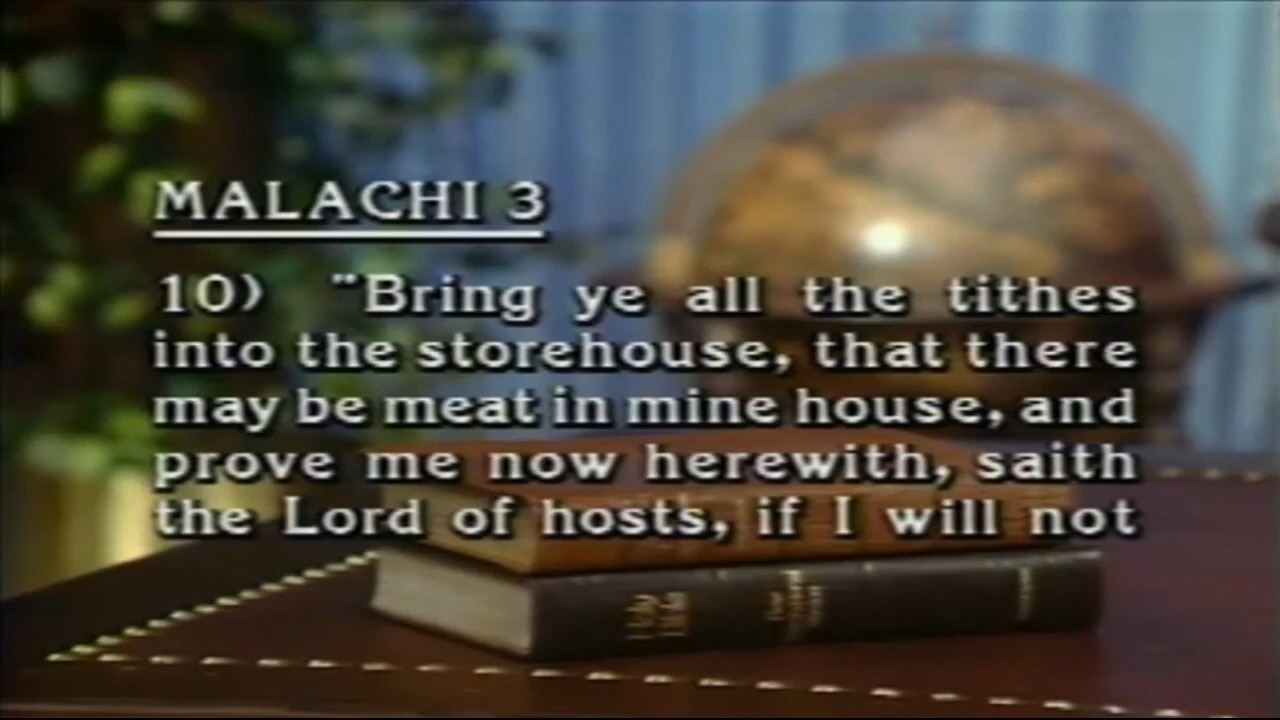 MALACHI 3
10) "Bring ye all the tithes
into the storehouse, that there
may be meat in mine house, and
prove me now herewith, saith
the Lord of hosts, if I will not
Holy